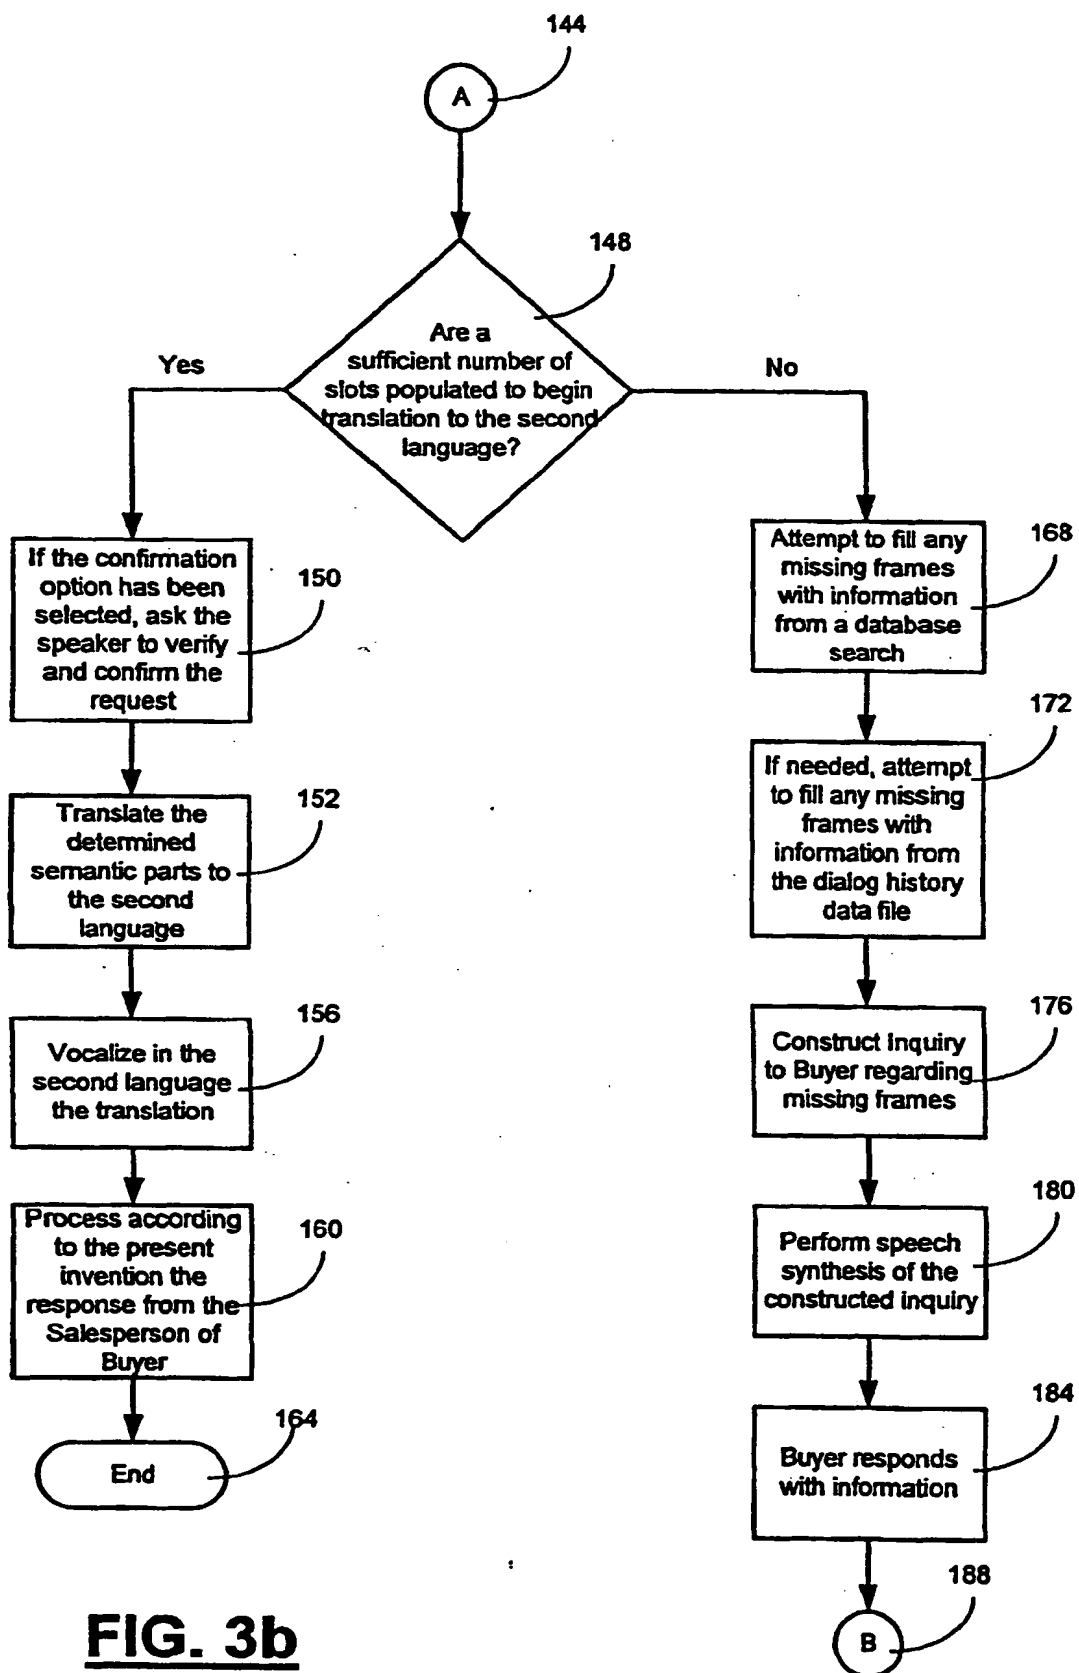 144
A
148
Are a
sufficient number of
slots populated to begin
translation to the second
language?
Yes
No
If the confirmation
option has been
selected, ask the
speaker to verify
and confirm the
request
150
Translate the
determined
semantic parts to
the second
language
152
Vocalize in the
second language
the translation
156
Process according
to the present
invention the
response from the
Salesperson of
Buyer
160
End
164
Attempt to fill any
missing frames
with information
from a database
search
168
If needed, attempt
to fill any missing
frames with
information from
the dialog history
data file
172
Construct Inquiry
to Buyer regarding
missing frames
176
Perform speech
synthesis of the
constructed inquiry
180
Buyer responds
with information
184
188
B
FIG. 3b